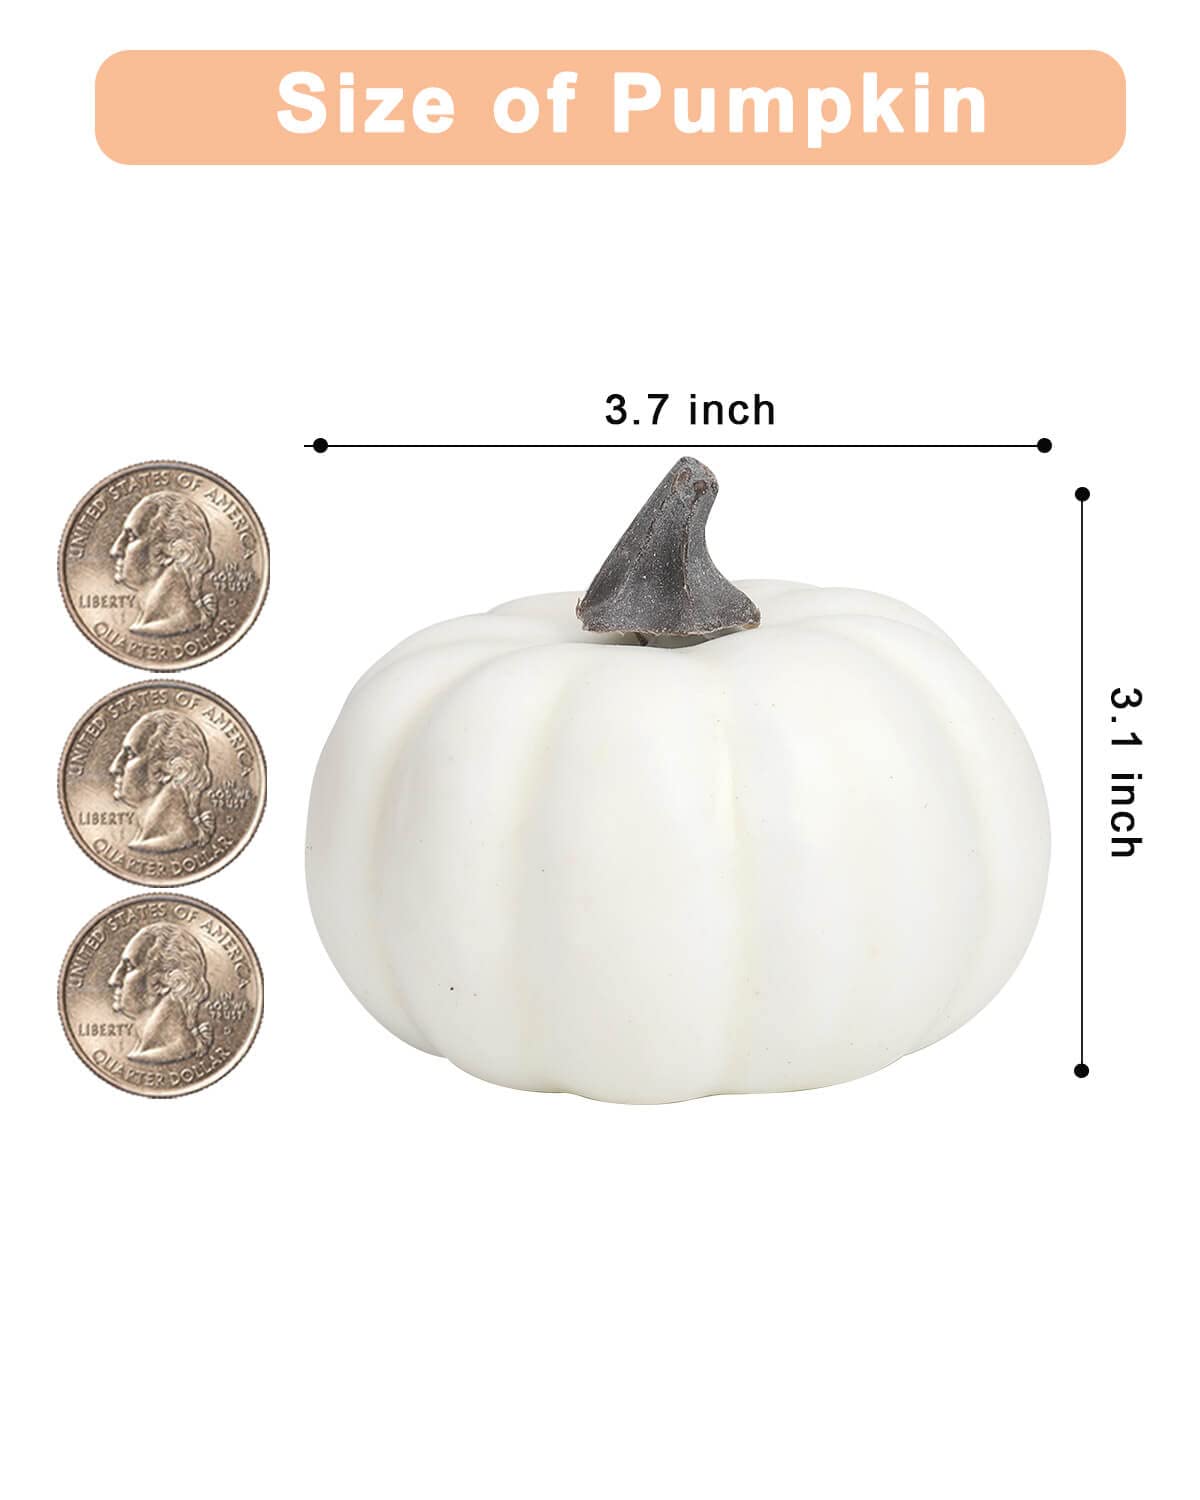 Size of Pumpkin
3.7 inch
3.1 inch
UNITED STATES OF AMERICA
IN
GOD WE
TRUST
LIBERTY
D
QUARTER DOLLAR
UNITED STATES OF AMERICA
IN
GOD WE
TRUST
LIBERTY
D
QUARTER DOLLAR
UNITED STATES OF AMERICA
IN
GOD WE
TRUST
LIBERTY
D
QUARTER DOLLAR